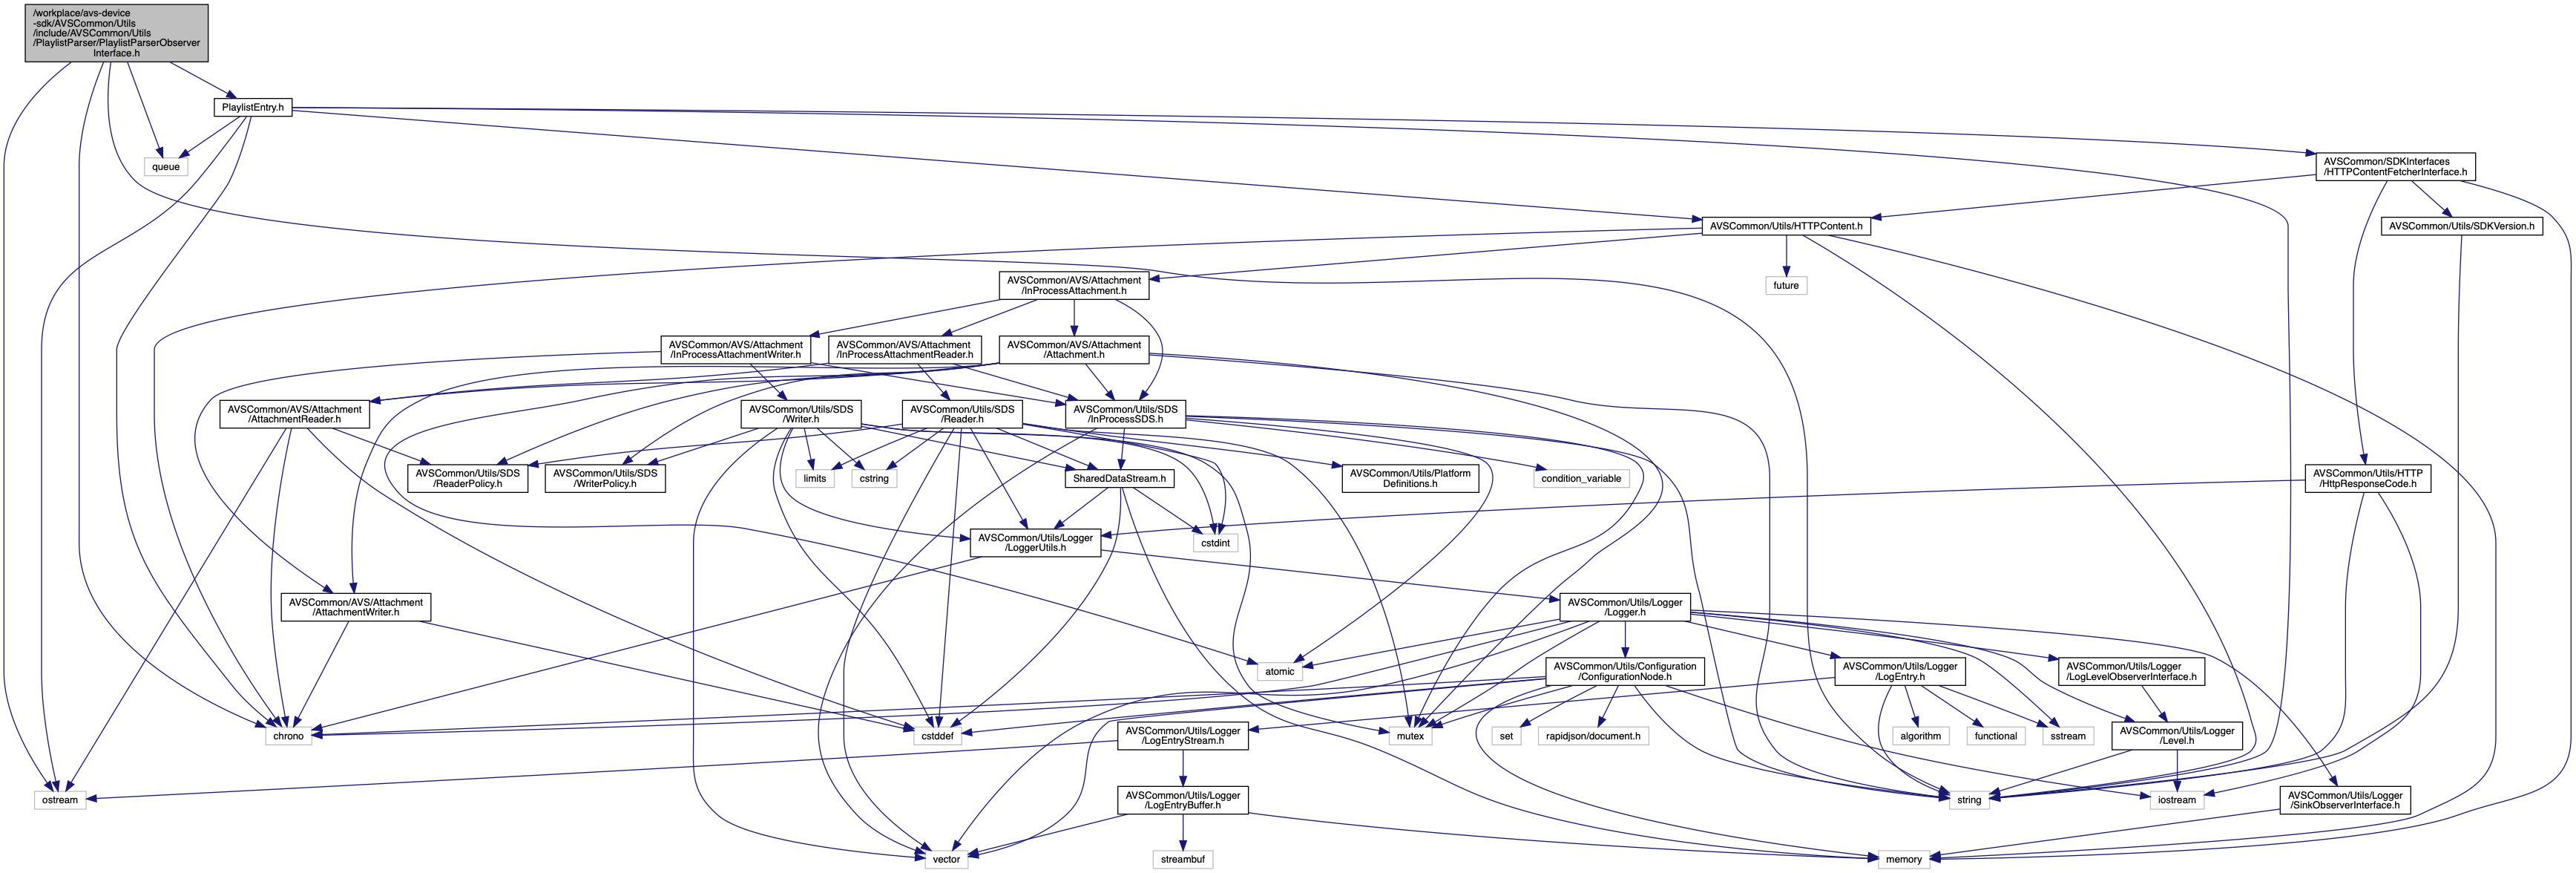 /workplace/avs-device
-sdk/AVSCommon/Utils
/include/AVSCommon/Utils
/PlaylistParser/PlaylistParserObserver
Interface.h
PlaylistEntry.h
queue
AVSCommon/SDKInterfaces
/HTTPContentFetcherInterface.h
AVSCommon/Utils/HTTPContent.h
AVSCommon/Utils/SDKVersion.h
AVSCommon/AVS/Attachment
/InProcessAttachment.h
future
AVSCommon/AVS/Attachment
/InProcessAttachmentWriter.h
AVSCommon/AVS/Attachment
/InProcessAttachmentReader.h
AVSCommon/AVS/Attachment
/Attachment.h
AVSCommon/AVS/Attachment
/AttachmentReader.h
AVSCommon/Utils/SDS
/Writer.h
AVSCommon/Utils/SDS
/Reader.h
AVSCommon/Utils/SDS
/InProcessSDS.h
AVSCommon/Utils/SDS
/ReaderPolicy.h
AVSCommon/Utils/SDS
/WriterPolicy.h
limits
cstring
SharedDataStream.h
AVSCommon/Utils/Platform
Definitions.h
condition_variable
AVSCommon/Utils/HTTP
/HttpResponseCode.h
AVSCommon/Utils/Logger
/LoggerUtils.h
cstdint
AVSCommon/AVS/Attachment
/AttachmentWriter.h
AVSCommon/Utils/Logger
/Logger.h
atomic
AVSCommon/Utils/Configuration
/ConfigurationNode.h
AVSCommon/Utils/Logger
/LogEntry.h
AVSCommon/Utils/Logger
/LogLevelObserverInterface.h
chrono
cstddef
AVSCommon/Utils/Logger
/LogEntryStream.h
mutex
set
rapidjson/document.h
algorithm
functional
sstream
AVSCommon/Utils/Logger
/Level.h
ostream
AVSCommon/Utils/Logger
/LogEntryBuffer.h
string
iostream
AVSCommon/Utils/Logger
/SinkObserverInterface.h
vector
streambuf
memory